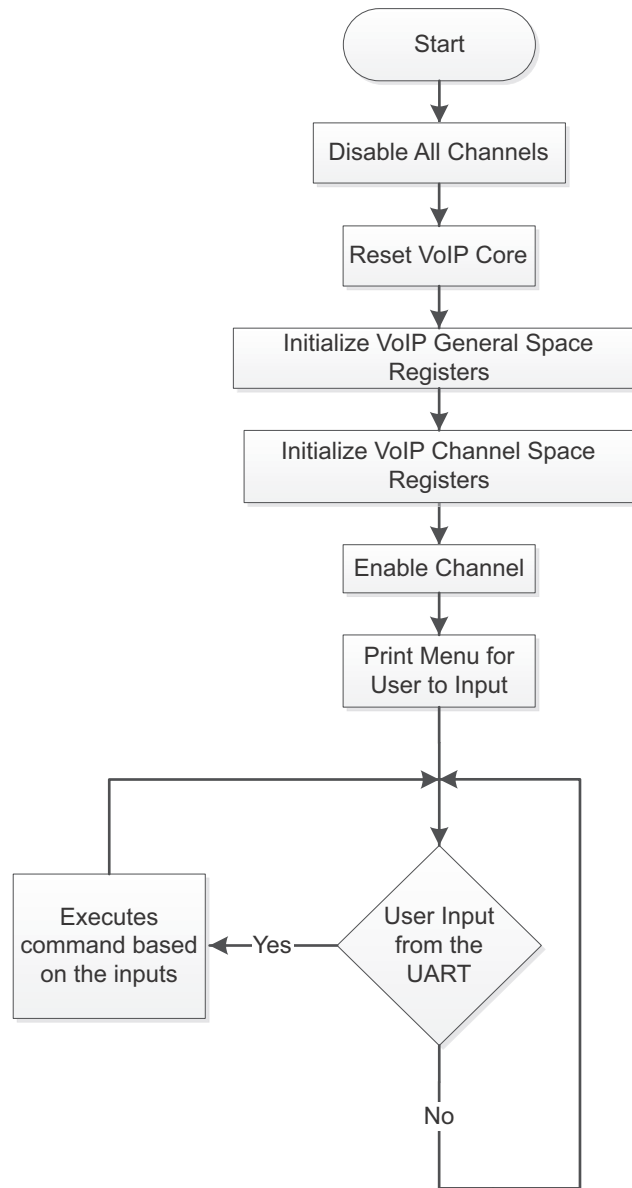 Start
Disable All Channels
Reset VoIP Core
Initialize VoIP General Space
Registers
Initialize VoIP Channel Space
Registers
Enable Channel
Print Menu for
User to Input
User Input
from the
UART
Yes
Executes
command based
on the inputs
No